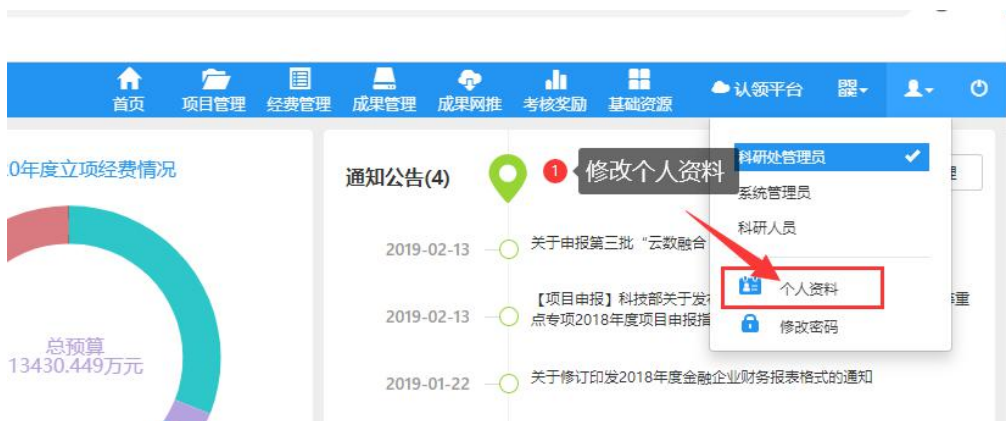 首页 项目管理 经费管理 成果管理 成果网推 考核奖励 基础资源 认领平台
0年度立项经费情况
总预算
13430.449万元
通知公告(4)
1 修改个人资料
2019-02-13 关于申报第三批“云数融合
2019-02-13 【项目申报】科技部关于发
重
点专项2018年度项目申报指
2019-01-22 关于修订印发2018年度金融企业财务报表格式的通知
科研处管理员
系统管理员
科研人员
个人资料
修改密码